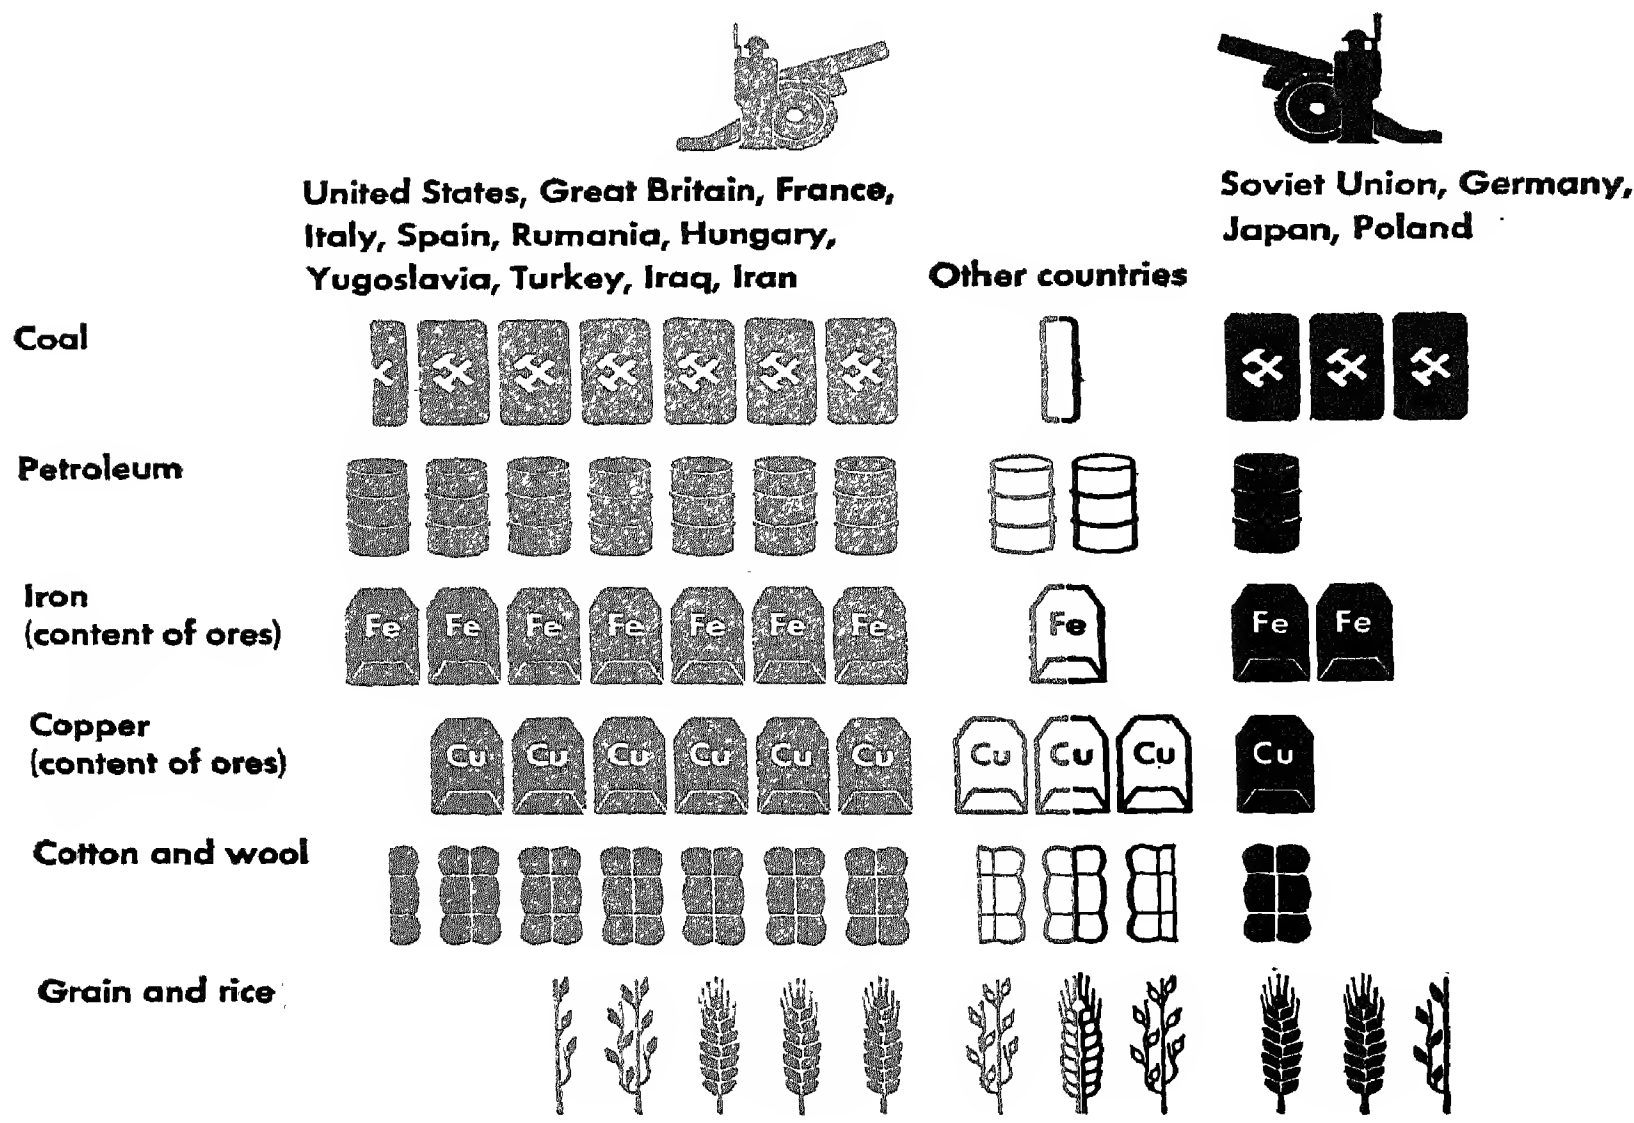 United States, Great Britain, France,
Italy, Spain, Rumania, Hungary,
Yugoslavia, Turkey, Iraq, Iran
Other countries
Soviet Union, Germany,
Japan, Poland
Coal
Petroleum
Iron
(content of ores)
Fe Fe Fe Fe Fe Fe Fe Fe Fe Fe
Copper
(content of ores)
Cu Cu Cu Cu Cu Cu Cu Cu Cu Cu
Cotton and wool
Grain and rice